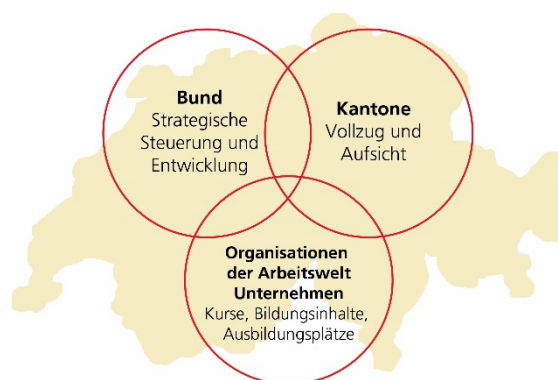 Bund
Strategische
Steuerung und
Entwicklung
Kantone
Vollzug und
Aufsicht
Organisationen
der Arbeitswelt
Unternehmen
Kurse, Bildungsinhalte,
Ausbildungsplätze